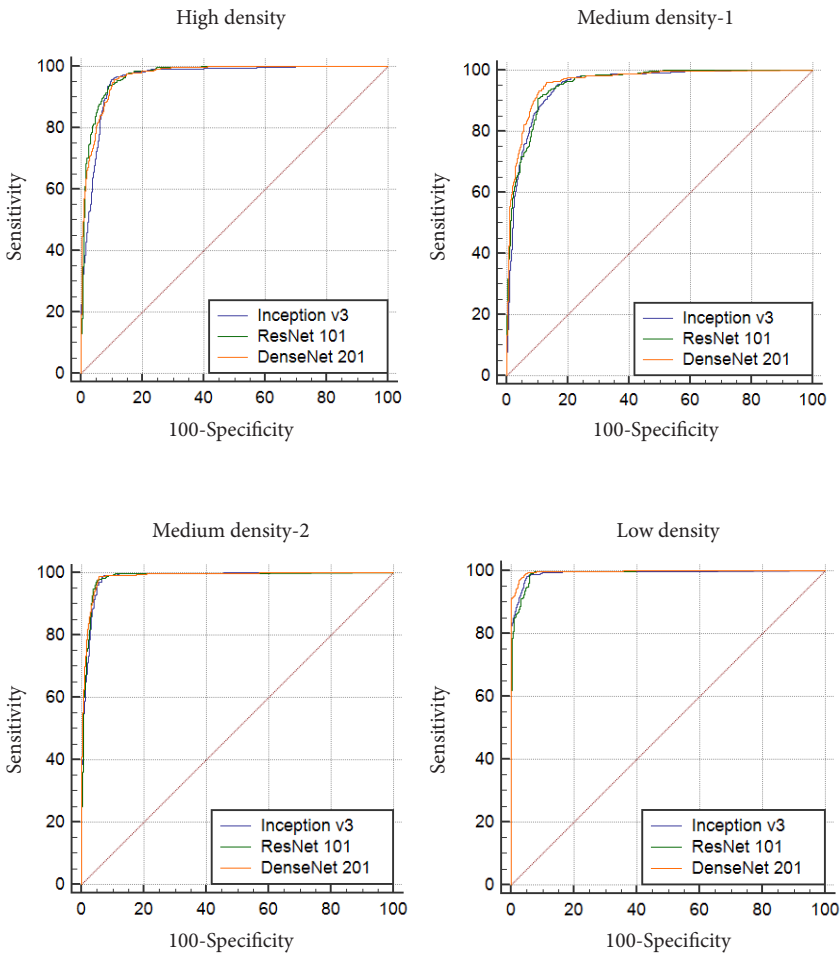 High density
Sensitivity
100
80
60
40
20
0
Inception v3
ResNet 101
DenseNet 201
0 20 40 60 80 100
100-Specificity
Medium density-1
Sensitivity
100
80
60
40
20
0
Inception v3
ResNet 101
DenseNet 201
0 20 40 60 80 100
100-Specificity
Medium density-2
Sensitivity
100
80
60
40
20
0
Inception v3
ResNet 101
DenseNet 201
0 20 40 60 80 100
100-Specificity
Low density
Sensitivity
100
80
60
40
20
0
Inception v3
ResNet 101
DenseNet 201
0 20 40 60 80 100
100-Specificity